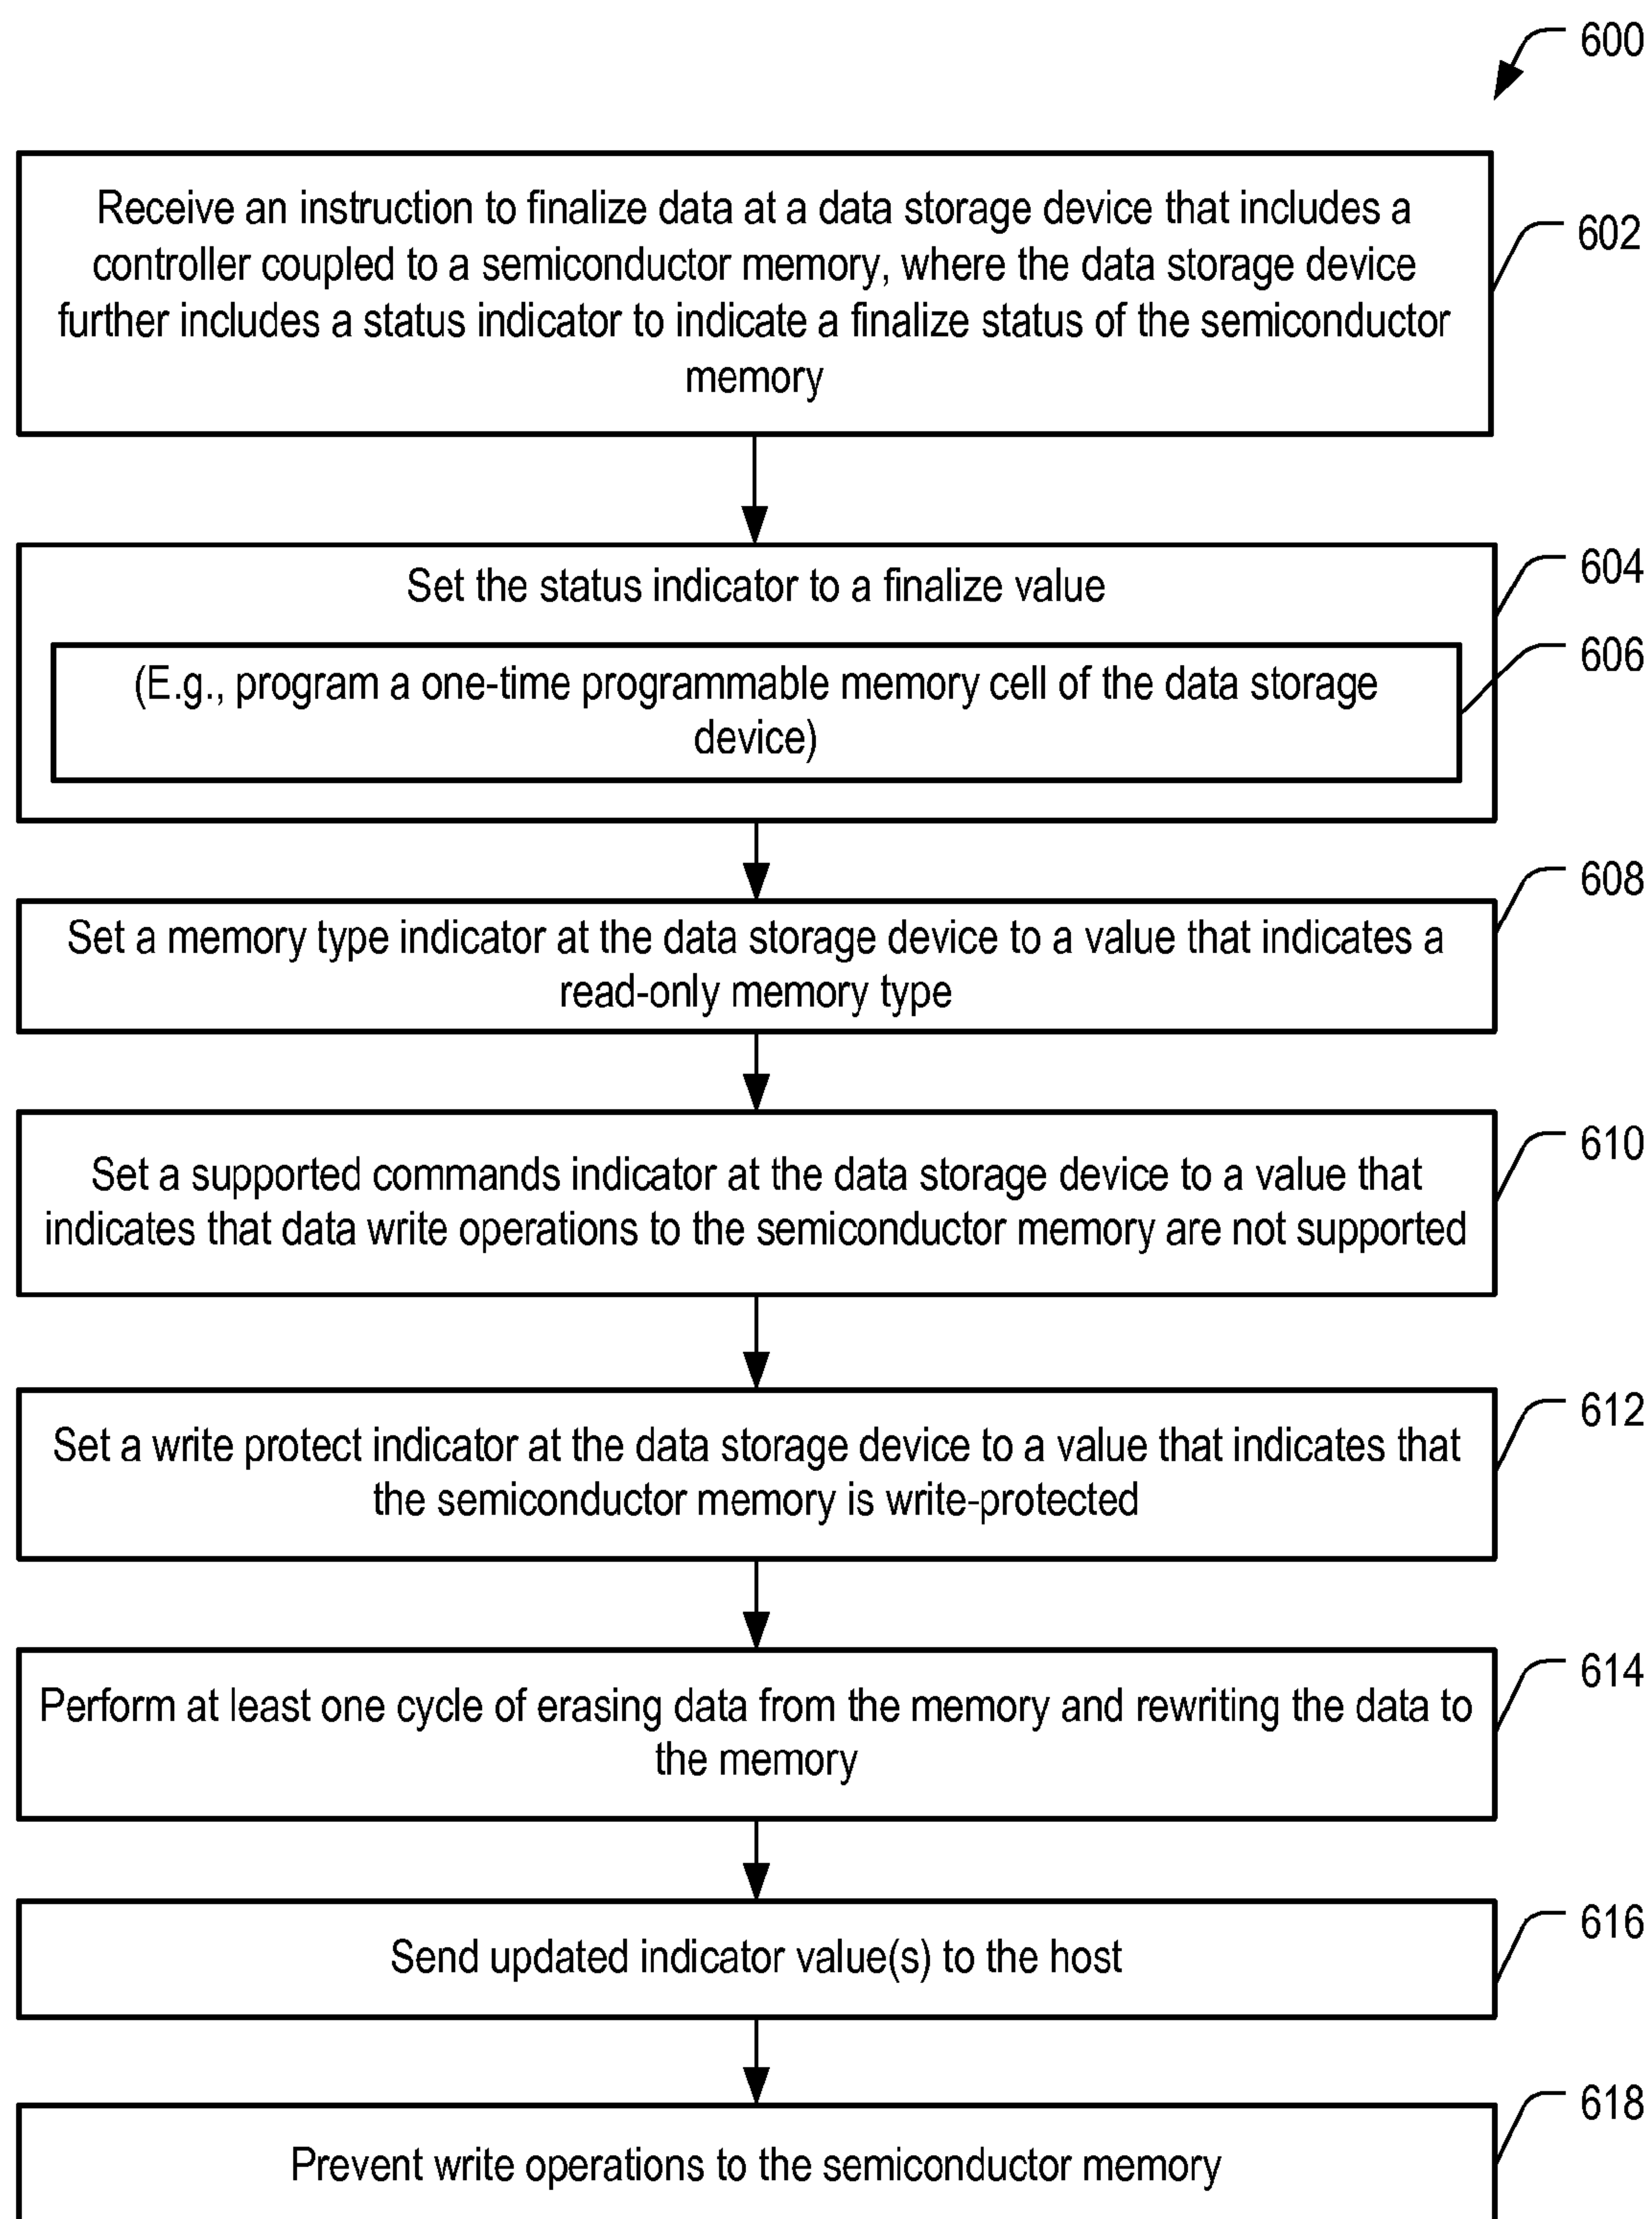 600
Receive an instruction to finalize data at a data storage device that includes a
controller coupled to a semiconductor memory, where the data storage device
further includes a status indicator to indicate a finalize status of the semiconductor
memory
602
Set the status indicator to a finalize value
604
(E.g., program a one-time programmable memory cell of the data storage
device)
606
Set a memory type indicator at the data storage device to a value that indicates a
read-only memory type
608
Set a supported commands indicator at the data storage device to a value that
indicates that data write operations to the semiconductor memory are not supported
610
Set a write protect indicator at the data storage device to a value that indicates that
the semiconductor memory is write-protected
612
Perform at least one cycle of erasing data from the memory and rewriting the data to
the memory
614
Send updated indicator value(s) to the host
616
Prevent write operations to the semiconductor memory
618